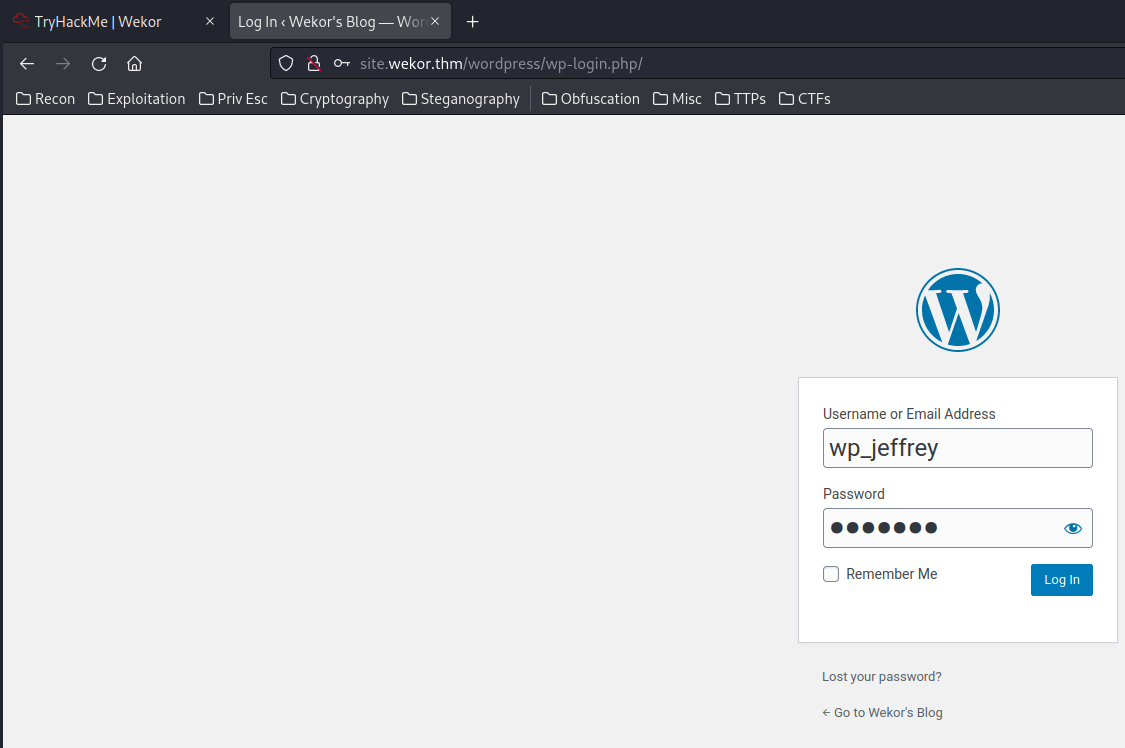 TryHackMe | Wekor
Log In ‹ Wekor's Blog — Wor
site.wekor.thm/wordpress/wp-login.php/
Recon Exploitation Priv Esc Cryptography Steganography Obfuscation Misc TTPs CTFs
Username or Email Address
wp_jeffrey
Password
Remember Me Log In
Lost your password?
← Go to Wekor's Blog